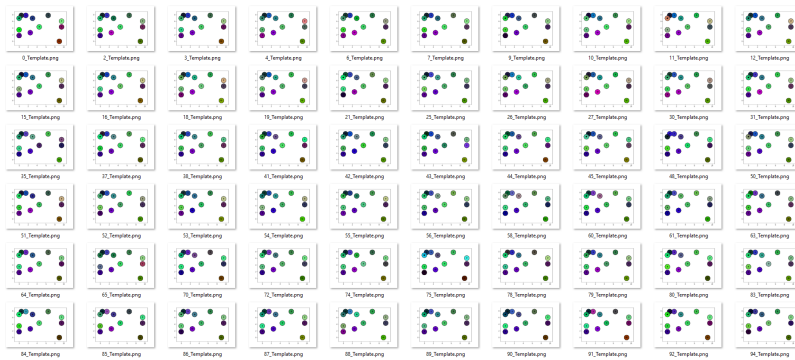 0_Template.png 2_Template.png 3_Template.png 4_Template.png 6_Template.png 7_Template.png 9_Template.png 10_Template.png 11_Template.png 12_Template.png
15_Template.png 16_Template.png 18_Template.png 19_Template.png 21_Template.png 25_Template.png 26_Template.png 27_Template.png 30_Template.png 31_Template.png
35_Template.png 37_Template.png 38_Template.png 41_Template.png 42_Template.png 43_Template.png 44_Template.png 45_Template.png 48_Template.png 50_Template.png
51_Template.png 52_Template.png 53_Template.png 54_Template.png 55_Template.png 56_Template.png 58_Template.png 60_Template.png 61_Template.png 63_Template.png
64_Template.png 65_Template.png 70_Template.png 72_Template.png 74_Template.png 75_Template.png 78_Template.png 79_Template.png 80_Template.png 83_Template.png
84_Template.png 85_Template.png 86_Template.png 87_Template.png 88_Template.png 89_Template.png 90_Template.png 91_Template.png 92_Template.png 94_Template.png